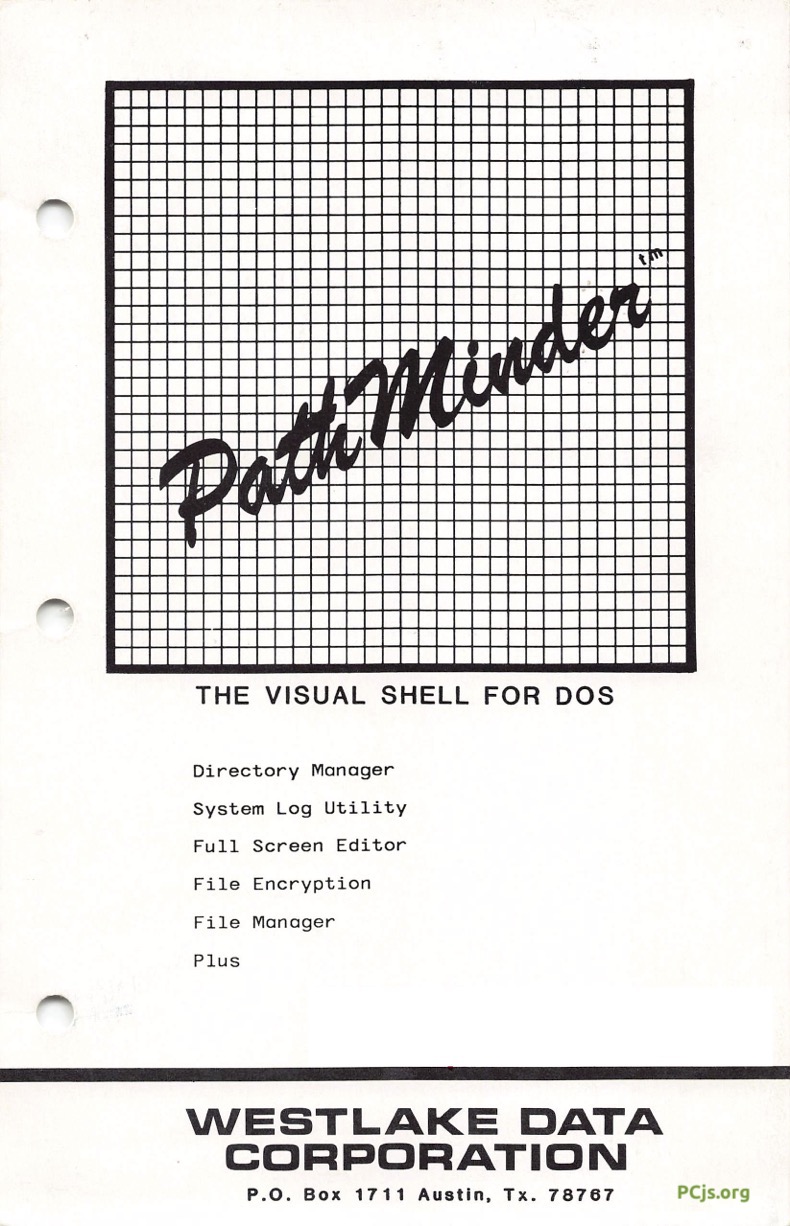 PathMinder tm
THE VISUAL SHELL FOR DOS
Directory Manager
System Log Utility
Full Screen Editor
File Encryption
File Manager
Plus
WESTLAKE DATA
CORPORATION
P.O. Box 1711 Austin, Tx. 78767
PCjs.org